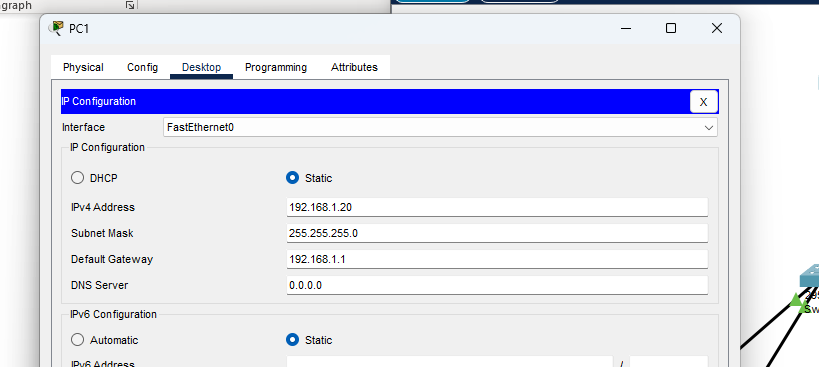 agraph
PC1
Physical Config Desktop Programming Attributes
IP Configuration X
Interface FastEthernet0
IP Configuration
DHCP Static
IPv4 Address 192.168.1.20
Subnet Mask 255.255.255.0
Default Gateway 192.168.1.1
DNS Server 0.0.0.0
IPv6 Configuration
Automatic Static
IPv6 Address /